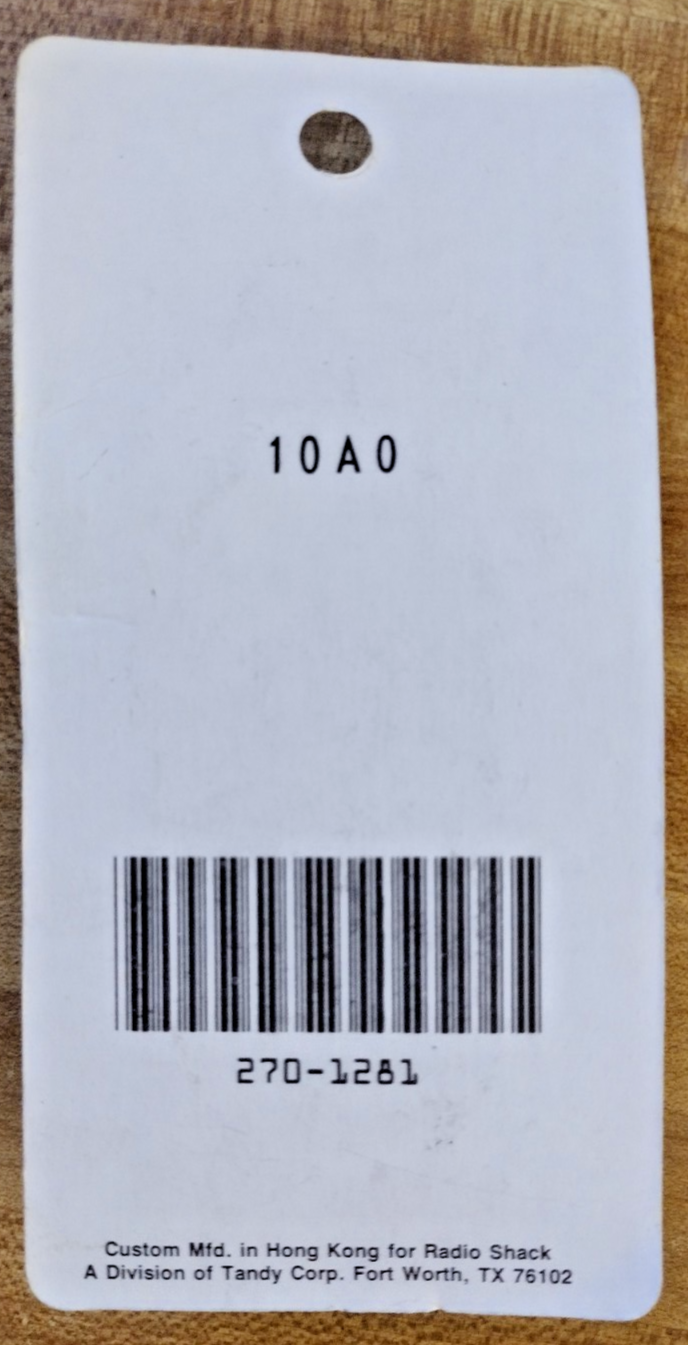 10A0
270-1281
Custom Mfd. in Hong Kong for Radio Shack
A Division of Tandy Corp. Fort Worth, TX 76102